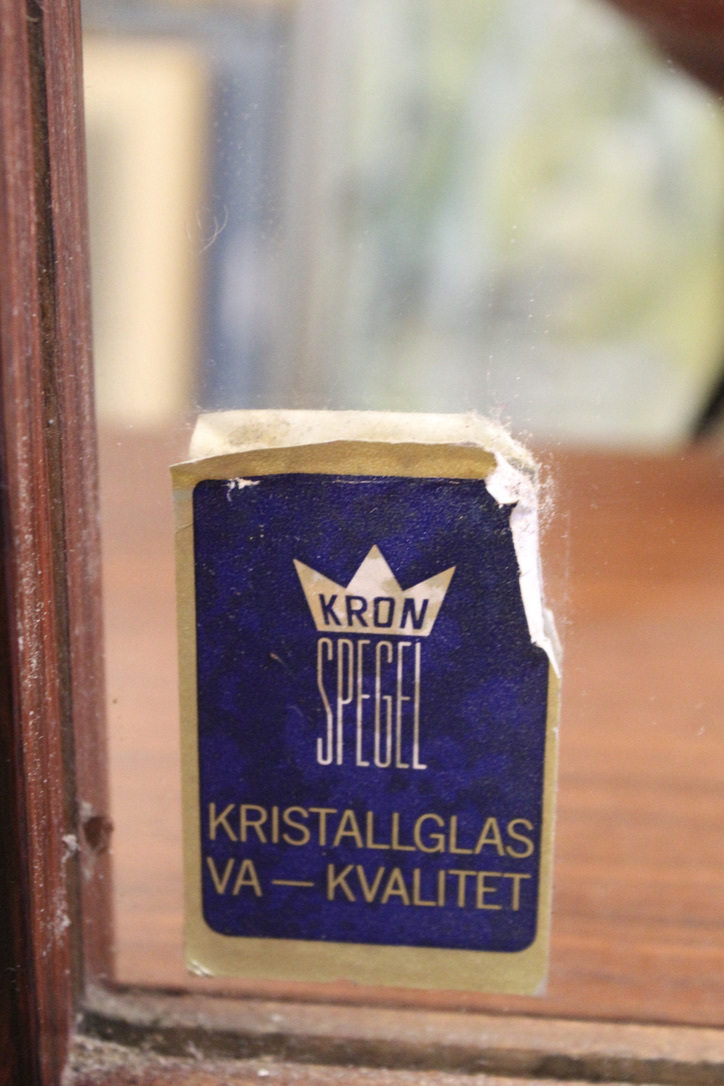 KRON
SPEGEL
KRISTALLGLAS
VA — KVALITET